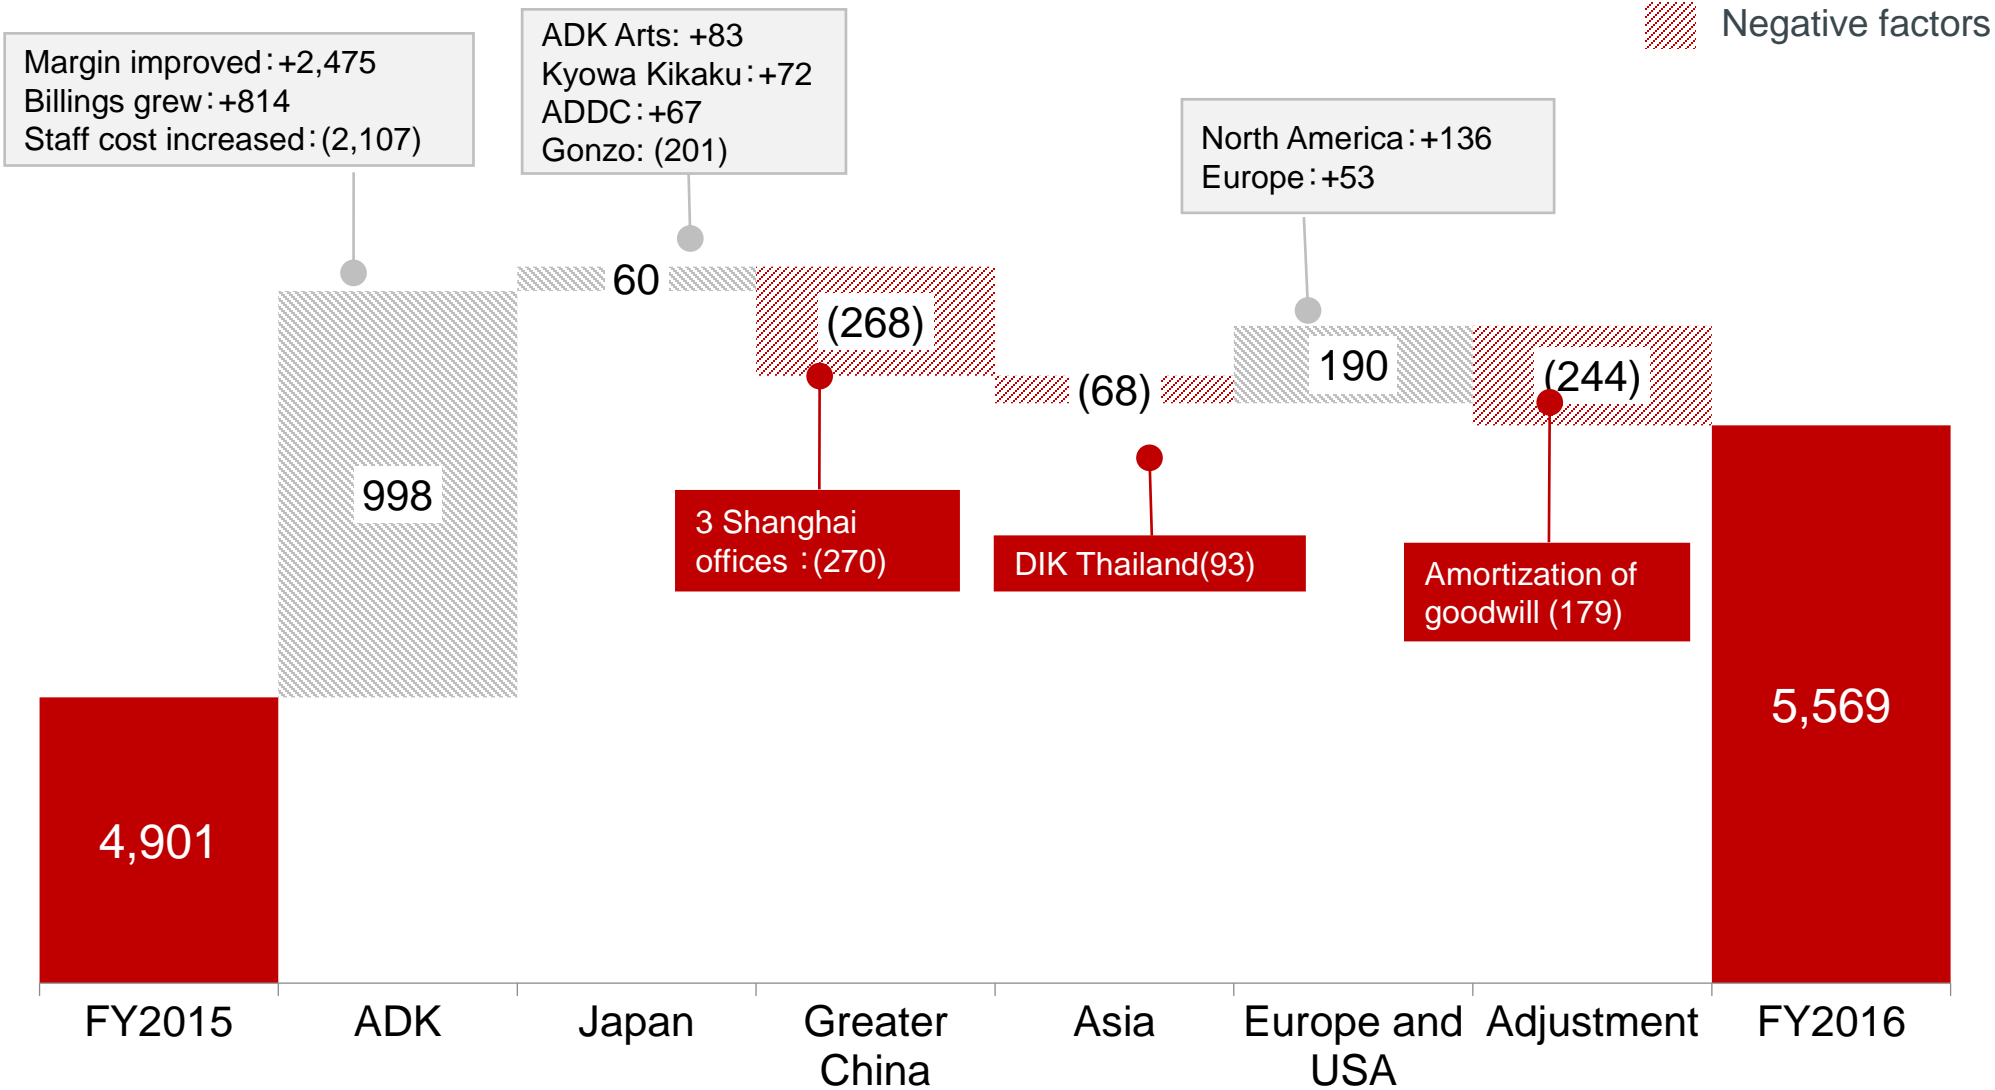 Negative factors
Margin improved：+2,475
Billings grew：+814
Staff cost increased：(2,107)
ADK Arts: +83
Kyowa Kikaku：+72
ADDC：+67
Gonzo: (201)
North America：+136
Europe：+53
60
(268)
(68)
190
(244)
998
3 Shanghai
offices：(270)
DIK Thailand(93)
Amortization of
goodwill (179)
4,901
5,569
FY2015
ADK
Japan
Greater
China
Asia
Europe and
USA
Adjustment
FY2016